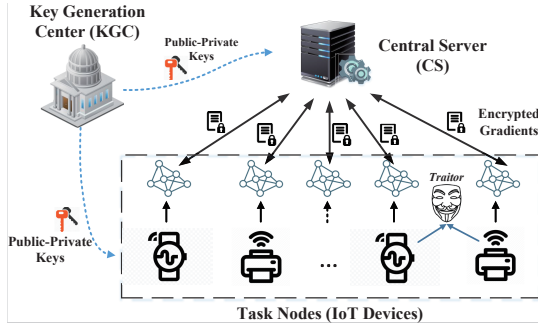 Key Generation
Center (KGC)
Public-Private
Keys
Central Server
(CS)
Encrypted
Gradients
Traitor
Public-Private
Keys
...
...
Task Nodes (IoT Devices)